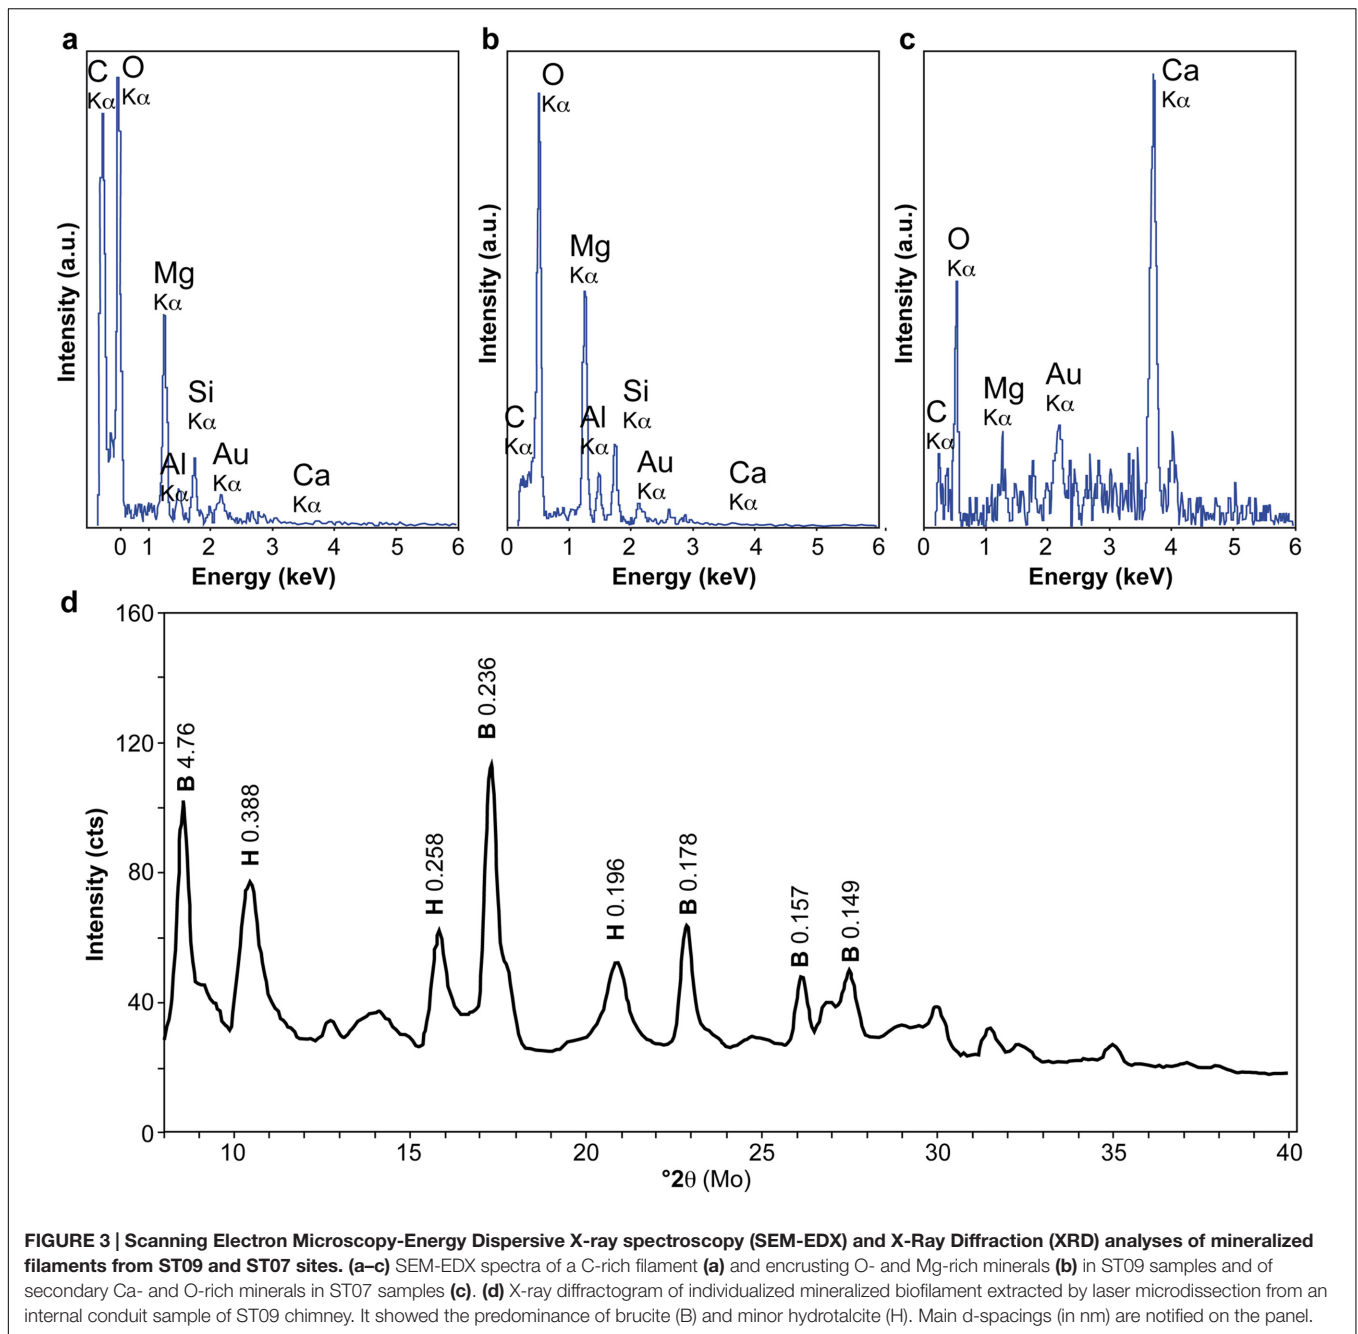 a
C
Kα
O
Kα
Mg
Kα
Al
Kα
Si
Kα
Au
Kα
Ca
Kα
Intensity (a.u.)
0 1 2 3 4 5 6
Energy (keV)
b
O
Kα
C
Kα
Mg
Kα
Al
Kα
Si
Kα
Au
Kα
Ca
Kα
Intensity (a.u.)
0 1 2 3 4 5 6
Energy (keV)
c
Ca
Kα
O
Kα
C
Kα
Mg
Kα
Au
Kα
Intensity (a.u.)
0 1 2 3 4 5 6
Energy (keV)
d
160
120
80
40
0
Intensity (cts)
B 4.76
H 0.388
H 0.258
B 0.236
H 0.196
B 0.178
B 0.157
B 0.149
10 15 20 25 30 35 40
°2θ (Mo)
FIGURE 3 | Scanning Electron Microscopy-Energy Dispersive X-ray spectroscopy (SEM-EDX) and X-Ray Diffraction (XRD) analyses of mineralized
filaments from ST09 and ST07 sites. (a–c) SEM-EDX spectra of a C-rich filament (a) and encrusting O- and Mg-rich minerals (b) in ST09 samples and of
secondary Ca- and O-rich minerals in ST07 samples (c). (d) X-ray diffractogram of individualized mineralized biofilament extracted by laser microdissection from an
internal conduit sample of ST09 chimney. It showed the predominance of brucite (B) and minor hydrotalcite (H). Main d-spacings (in nm) are notified on the panel.